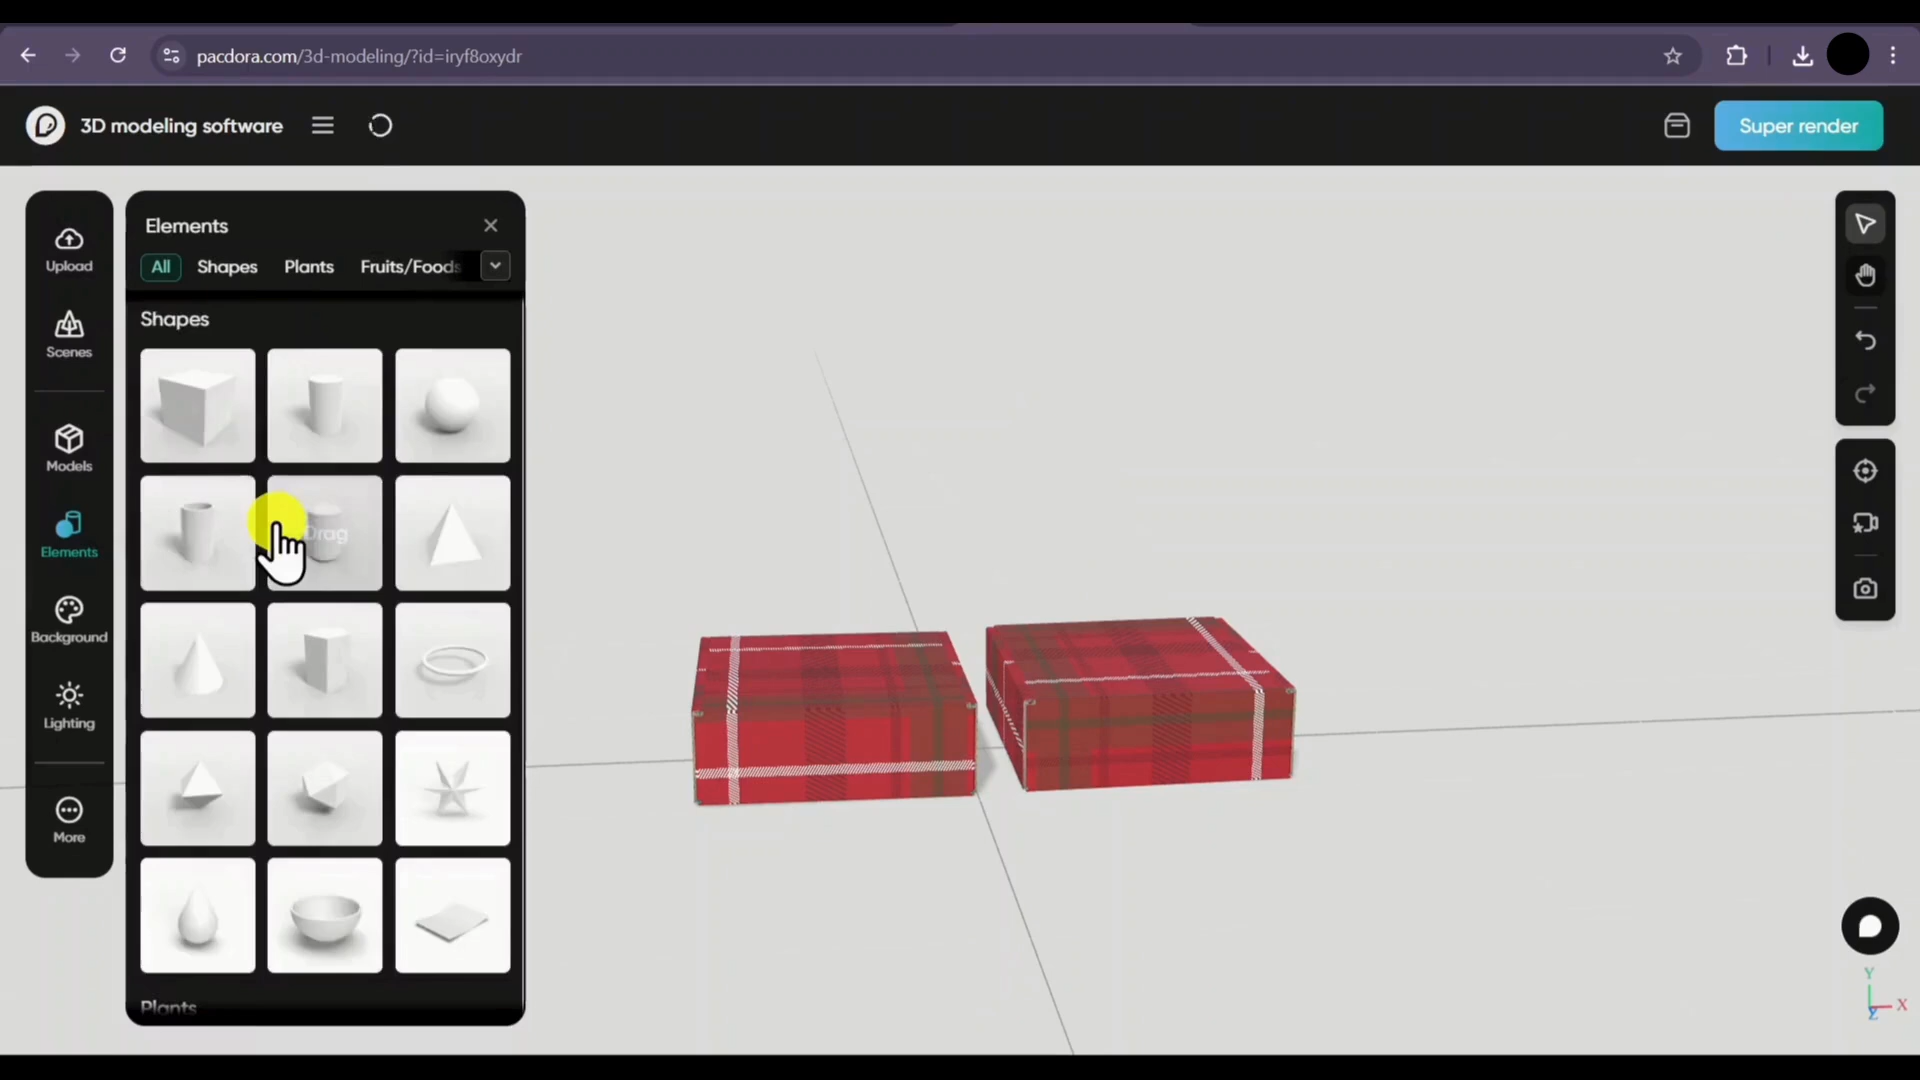 pacdora.com/3d-modeling/?id=iryf8oxydr
3D modeling software
Super render
Upload
Scenes
Models
Elements
Background
Lighting
More
Elements
All Shapes Plants Fruits/Foods
Shapes
Drag
Plants
Y
X
Z